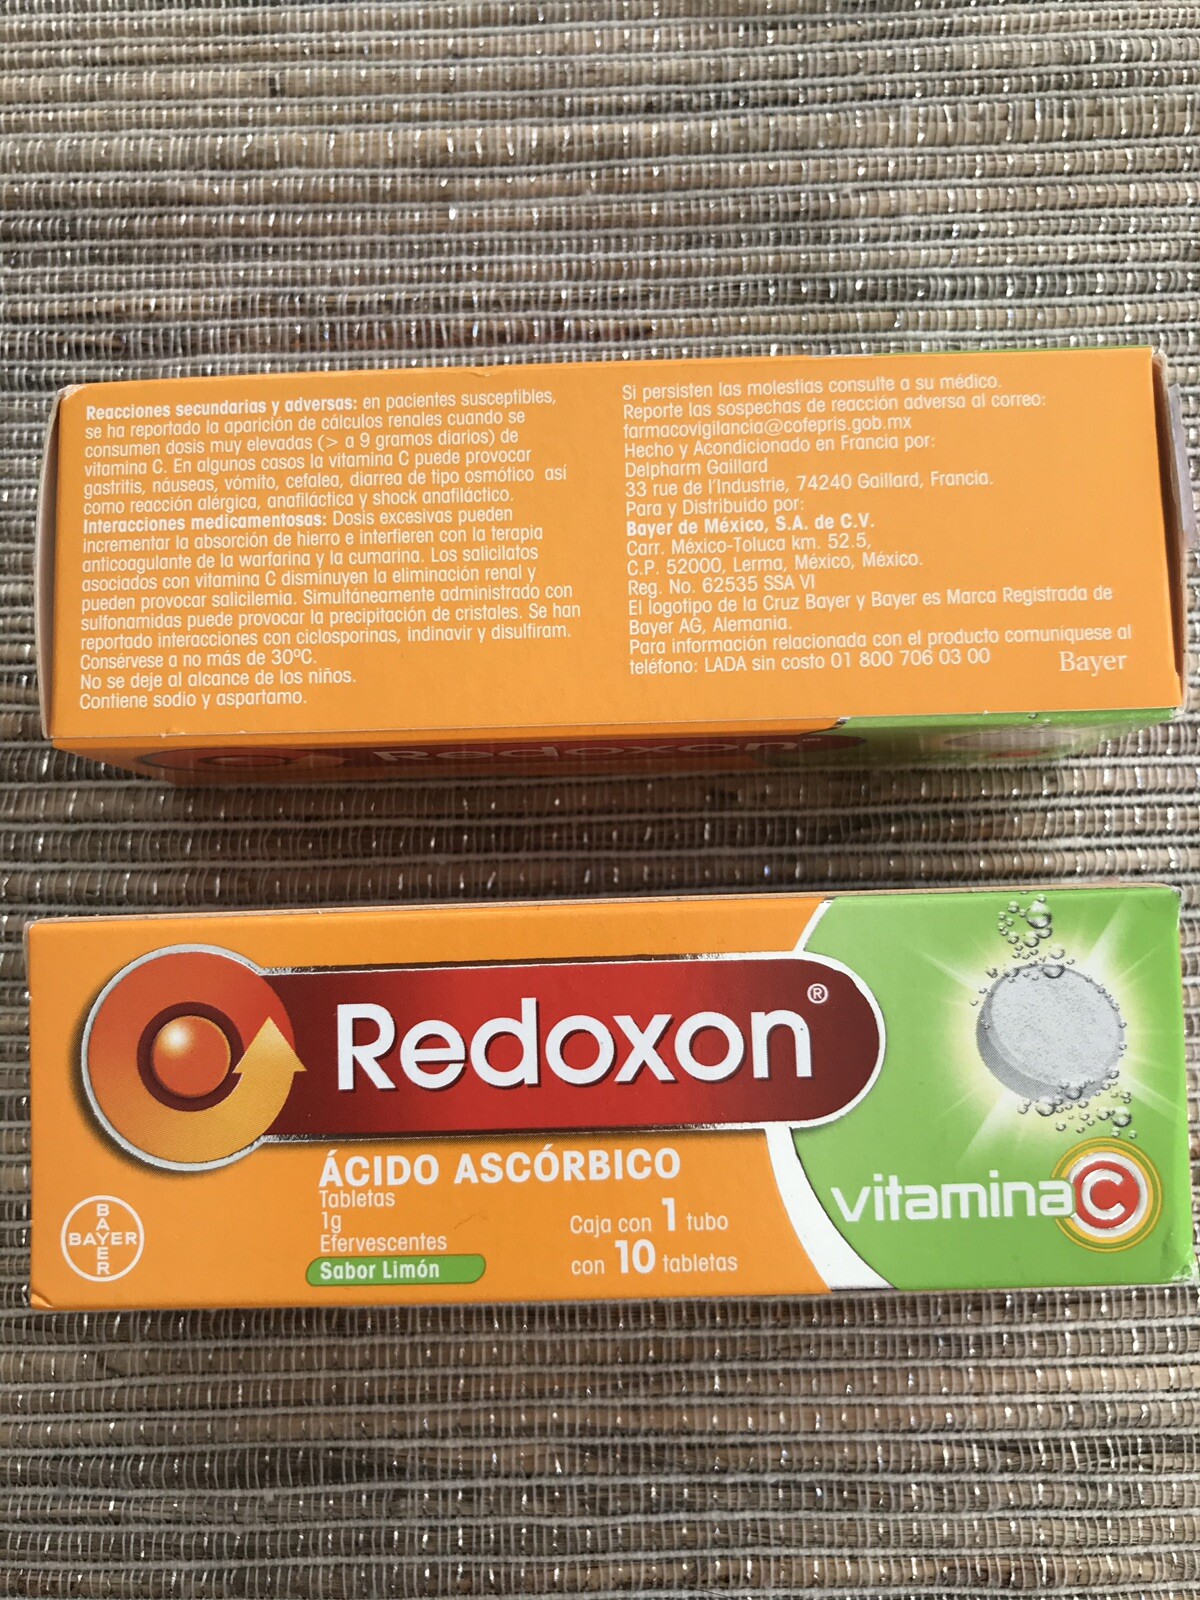 Reacciones secundarias y adversas: en pacientes susceptibles,
se ha reportado la aparición de cálculos renales cuando se
consumen dosis muy elevadas (> a 9 gramos diarios) de
vitamina C. En algunos casos la vitamina C puede provocar
gastritis, náuseas, vómito, cefalea, diarrea de tipo osmótico así
como reacción alérgica, anafiláctica y shock anafiláctico.
Interacciones medicamentosas: Dosis excesivas pueden
incrementar la absorción de hierro e interfieren con la terapia
anticoagulante de la warfarina y la cumarina. Los salicilatos
asociados con vitamina C disminuyen la eliminación renal y
pueden provocar salicilemia. Simultáneamente administrado con
sulfonamidas puede provocar la precipitación de cristales. Se han
reportado interacciones con ciclosporinas, indinavir y disulfiram.
Consérvese a no más de 30ºC.
No se deje al alcance de los niños.
Contiene sodio y aspartamo.
Si persisten las molestias consulte a su médico.
Reporte las sospechas de reacción adversa al correo:
farmacovigilancia@cofepris.gob.mx
Hecho y Acondicionado en Francia por:
Delpharm Gaillard
33 rue de l'Industrie, 74240 Gaillard, Francia.
Para y Distribuido por:
Bayer de México, S.A. de C.V.
Carr. México-Toluca km. 52.5,
C.P. 52000, Lerma, México, México.
Reg. No. 62535 SSA VI
El logotipo de la Cruz Bayer y Bayer es Marca Registrada de
Bayer AG, Alemania.
Para información relacionada con el producto comuníquese al
teléfono: LADA sin costo 01 800 706 03 00
Bayer
Redoxon®
Redoxon®
ÁCIDO ASCÓRBICO
Tabletas
1g
Efervescentes
Sabor Limón
Caja con 1 tubo
con 10 tabletas
vitamina C
BAYER
BAYER